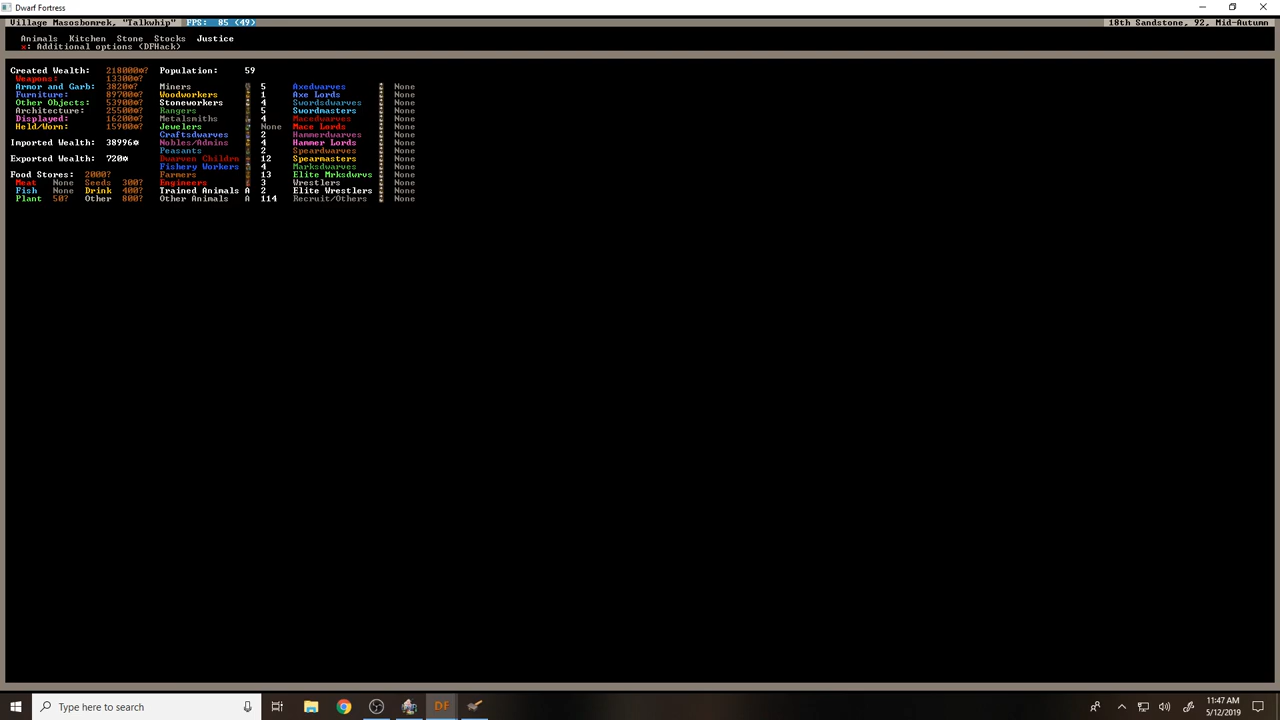 Dwarf Fortress
Village Masosbomrek, "Talkwhip" FPS: 85 (49) 18th Sandstone, 92, Mid-Autumn
Animals Kitchen Stone Stocks Justice
x: Additional options (DFHack)
Created Wealth: 218000☼? Population: 59
Weapons: 13300☼?
Armor and Garb: 3820☼? Miners 5 Axedwarves None
Furniture: 89700☼? Woodworkers 1 Axe Lords None
Other Objects: 53900☼? Stoneworkers 4 Swordsdwarves None
Architecture: 25500☼? Rangers 5 Swordmasters None
Displayed: 16200☼? Metalsmiths 4 Macedwarves None
Held/Worn: 15900☼? Jewelers None Mace Lords None
Craftsdwarves 2 Hammerdwarves None
Imported Wealth: 38996☼ Nobles/Admins 4 Hammer Lords None
Peasants 2 Speardwarves None
Exported Wealth: 720☼ Dwarven Childrn 12 Spearmasters None
Fishery Workers 4 Marksdwarves None
Food Stores: 2000? Farmers 13 Elite Mrksdwrvs None
Meat None Seeds 300? Engineers 3 Wrestlers None
Fish None Drink 400? Trained Animals A 2 Elite Wrestlers None
Plant 50? Other 800? Other Animals A 114 Recruit/Others None
Type here to search
DF
11:47 AM
5/12/2019